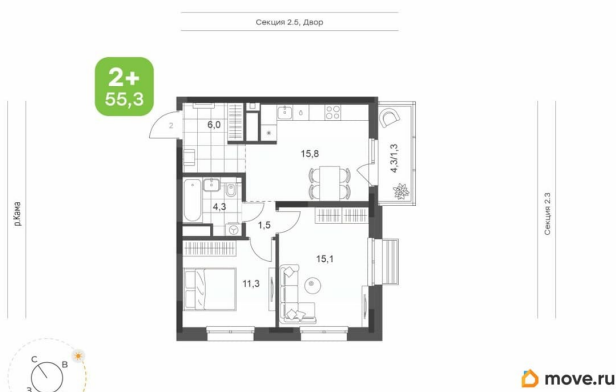 Секция 2.5, Двор
2+
55,3
2
6,0
15,8
4,3/1,3
4,3
1,5
15,1
11,3
р.Кама
Секция 2.3
С
В
З
move.ru